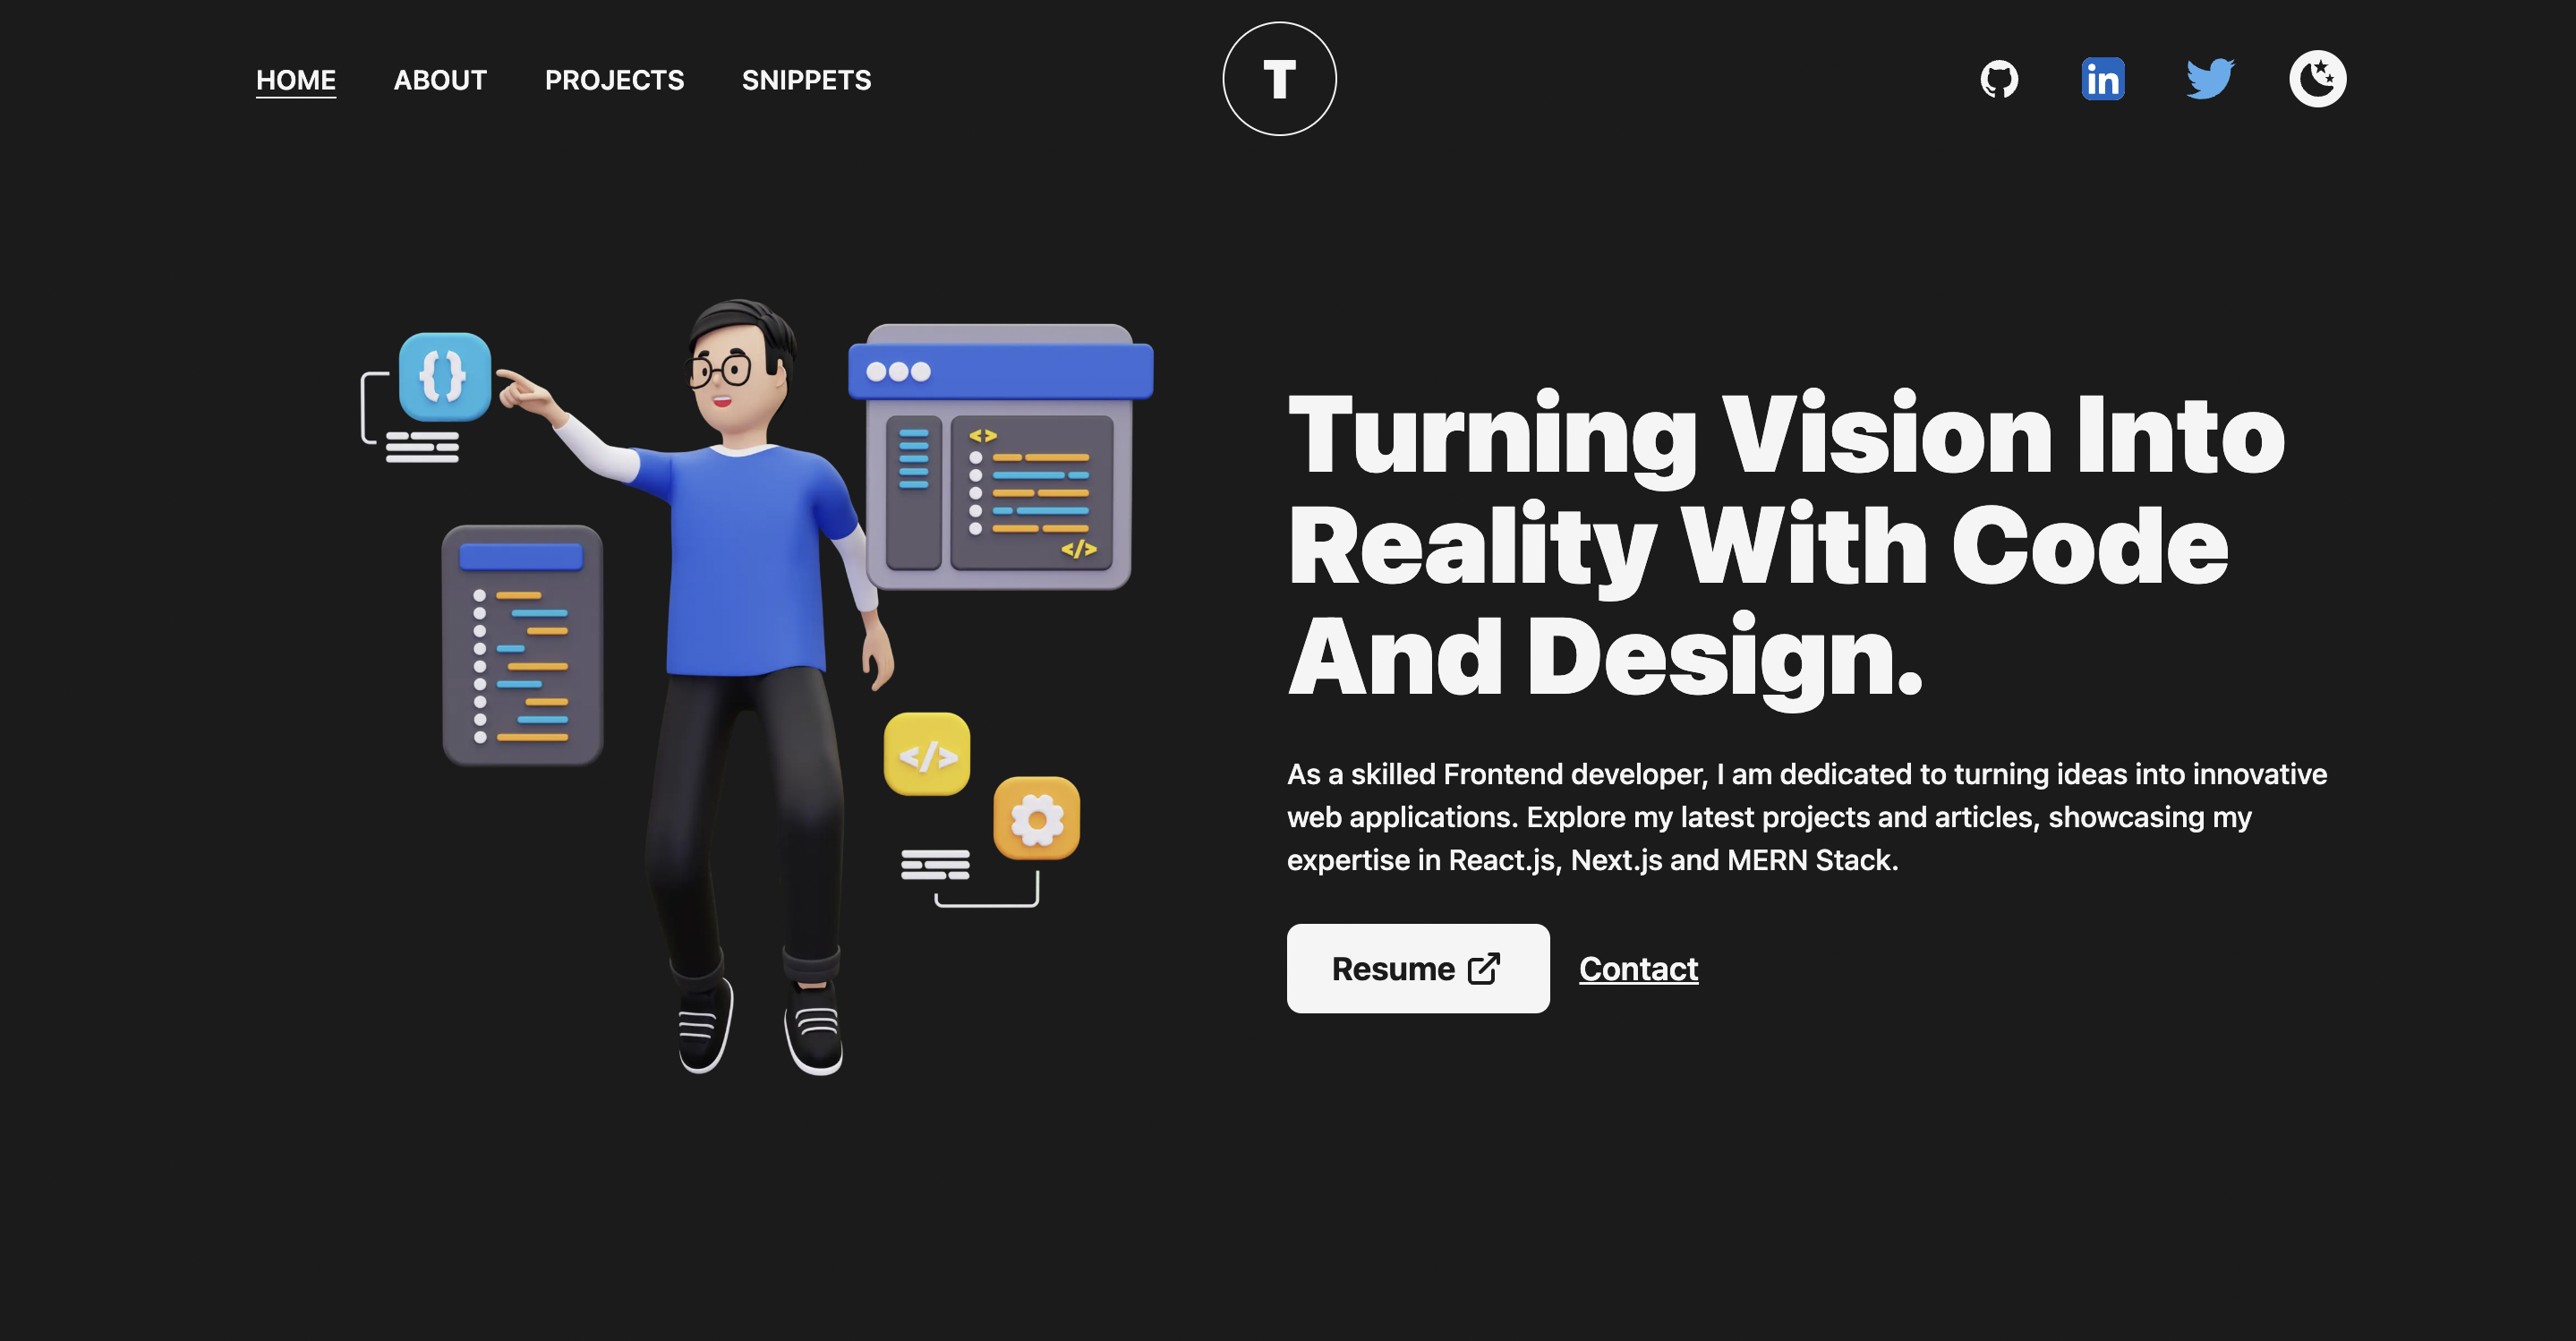 HOME ABOUT PROJECTS SNIPPETS
T
in
{}
<>
</>
</>
Turning Vision Into
Reality With Code
And Design.
As a skilled Frontend developer, I am dedicated to turning ideas into innovative
web applications. Explore my latest projects and articles, showcasing my
expertise in React.js, Next.js and MERN Stack.
Resume Contact